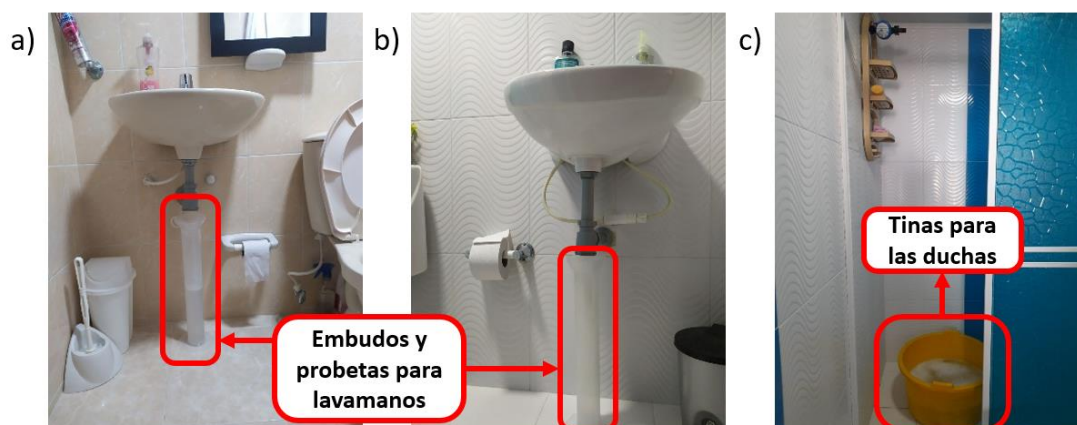 a)
b)
c)
Tinas para
las duchas
Embudos y
probetas para
lavamanos